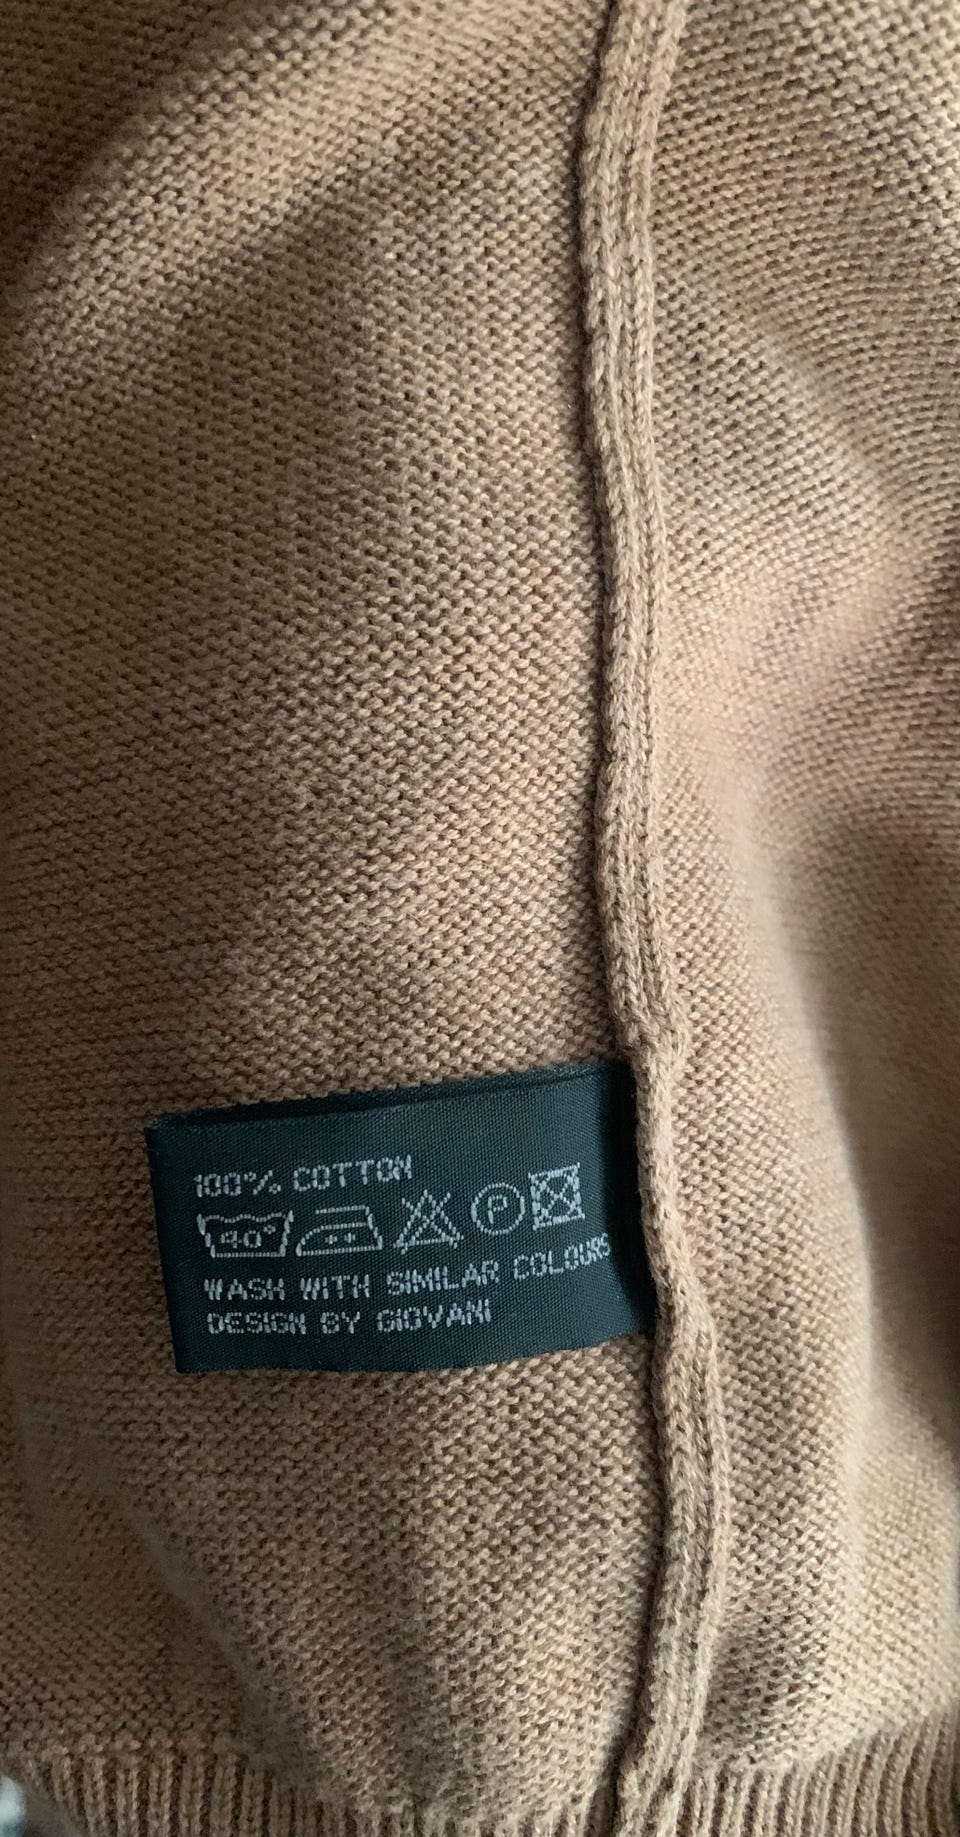 100% COTTON
40°
P
WASH WITH SIMILAR COLOURS
DESIGN BY GIOVANI